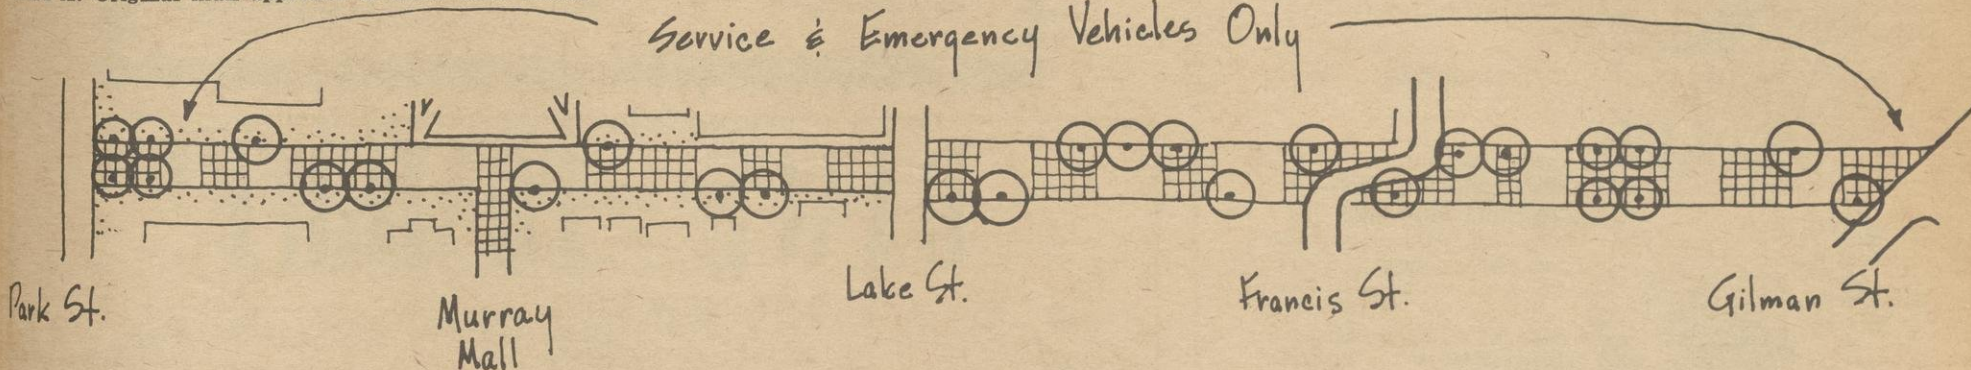 Service & Emergency Vehicles Only
Park St.
Murray
Mall
Lake St.
Francis St.
Gilman St.